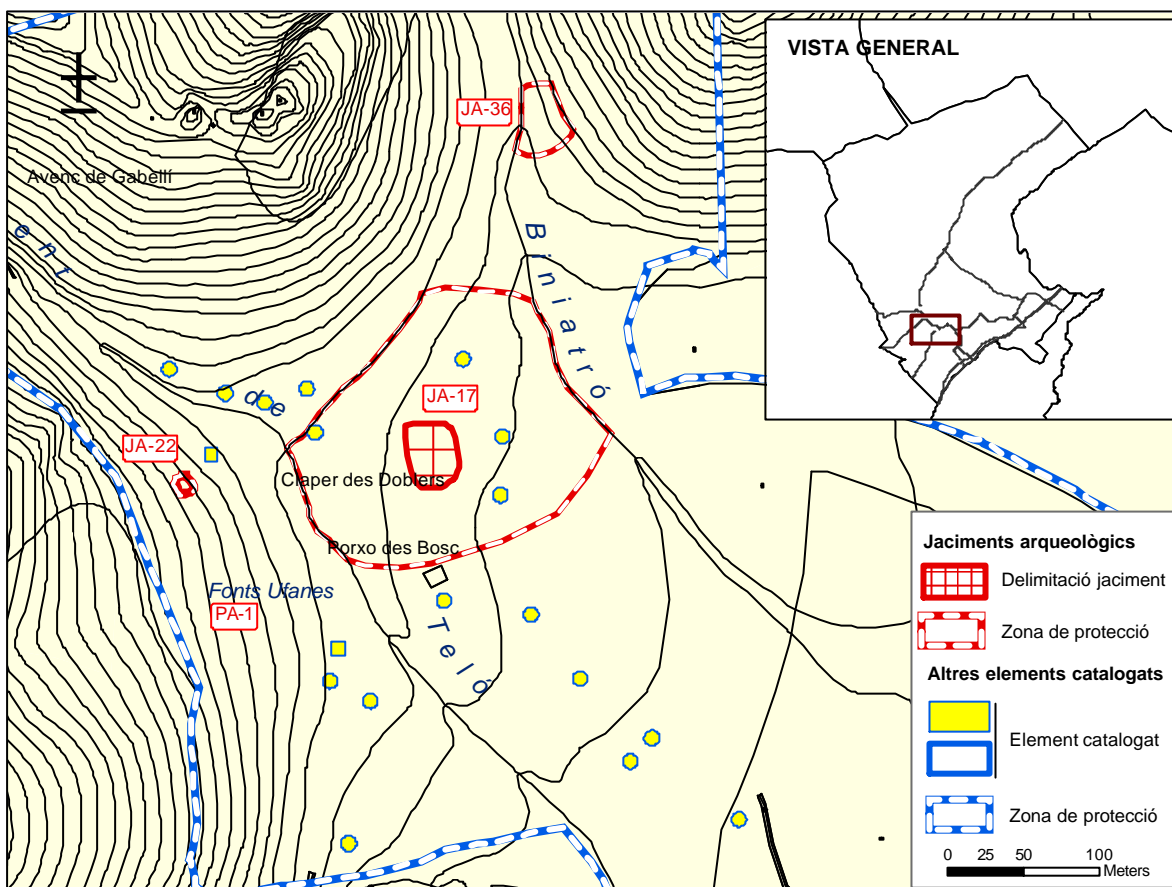 VISTA GENERAL
JA-36
Avenc de Gabellí
ent
Biniatró
JA-17
de
JA-22
Claper des Doblers
Porxo des Bosc
Fonts Ufanes
PA-1
Teló
Jaciments arqueològics
Delimitació jaciment
Zona de protecció
Altres elements catalogats
Element catalogat
Zona de protecció
0 25 50 100
Meters